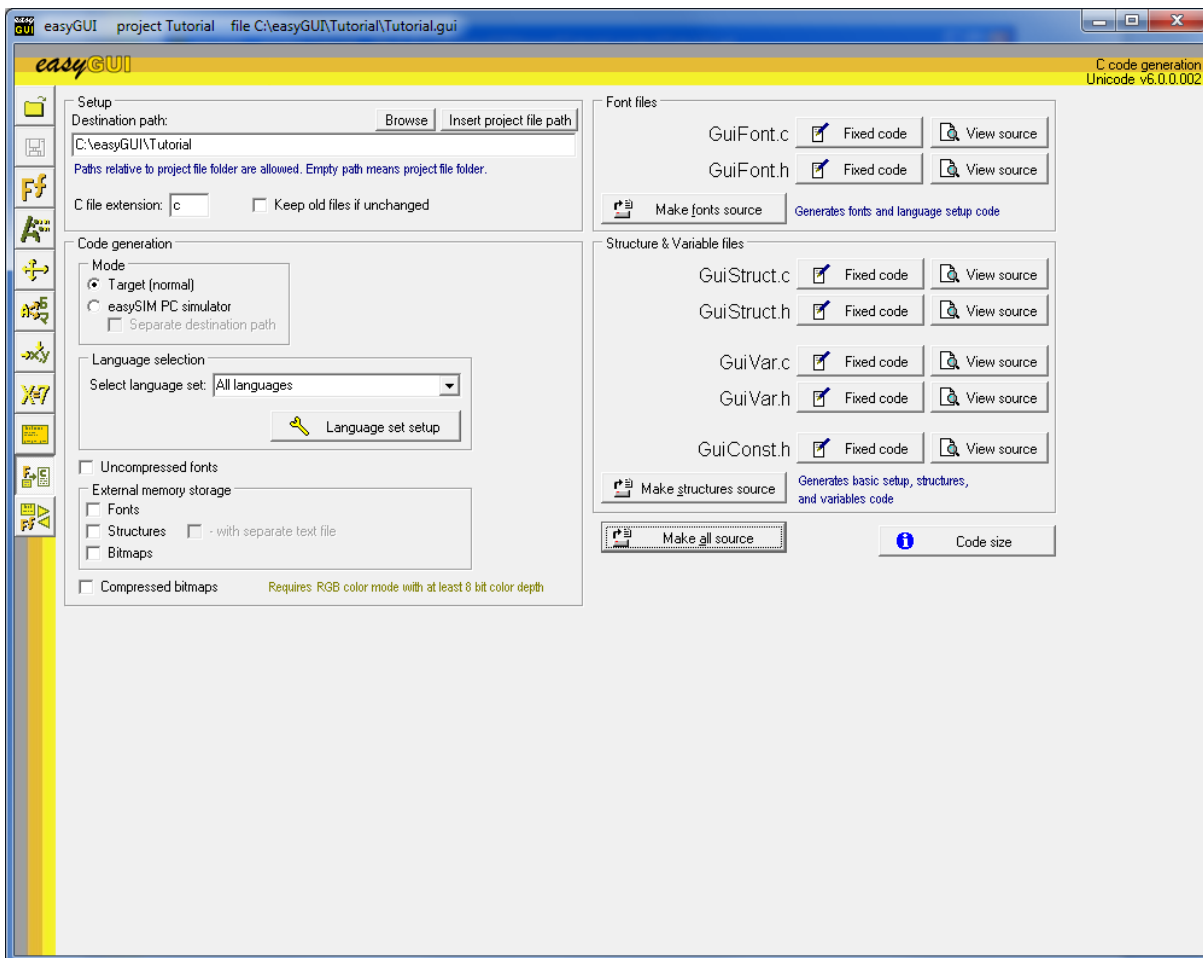 easyGUI project Tutorial file C:\easyGUI\Tutorial\Tutorial.gui
easyGUI
C code generation
Unicode v6.0.0.002
Setup
Destination path:
Browse
Insert project file path
C:\easyGUI\Tutorial
Paths relative to project file folder are allowed. Empty path means project file folder.
C file extension: c
Keep old files if unchanged
Code generation
Mode
Target (normal)
easySIM PC simulator
Separate destination path
Language selection
Select language set: All languages
Language set setup
Uncompressed fonts
External memory storage
Fonts
Structures - with separate text file
Bitmaps
Compressed bitmaps Requires RGB color mode with at least 8 bit color depth
Font files
GuiFont.c Fixed code View source
GuiFont.h Fixed code View source
Make fonts source Generates fonts and language setup code
Structure & Variable files
GuiStruct.c Fixed code View source
GuiStruct.h Fixed code View source
GuiVar.c Fixed code View source
GuiVar.h Fixed code View source
GuiConst.h Fixed code View source
Make structures source Generates basic setup, structures,
and variables code
Make all source
Code size